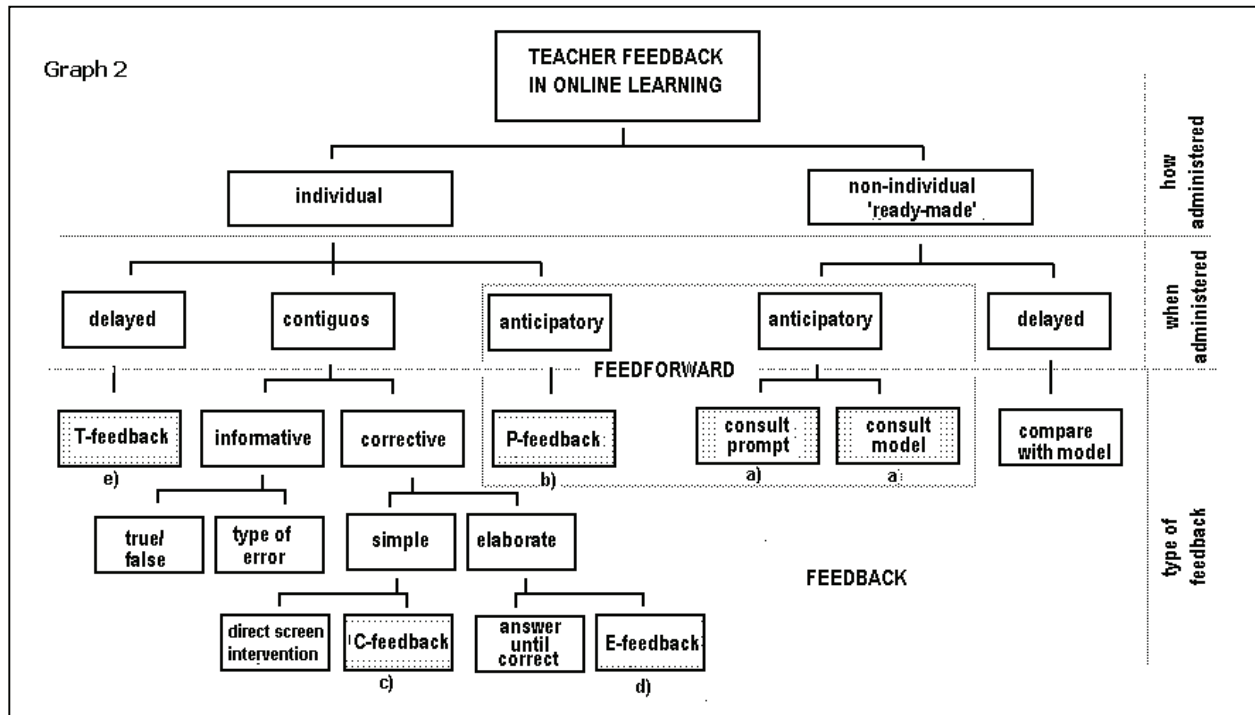 Graph 2
TEACHER FEEDBACK
IN ONLINE LEARNING
how
administered
individual
non-individual
'ready-made'
when
administered
delayed
contiguos
anticipatory
anticipatory
delayed
FEEDFORWARD
type of
feedback
T-feedback
e)
informative
corrective
P-feedback
b)
consult
prompt
a)
consult
model
a
compare
with model
true/
false
type of
error
simple
elaborate
FEEDBACK
direct screen
intervention
C-feedback
c)
answer
until
correct
E-feedback
d)